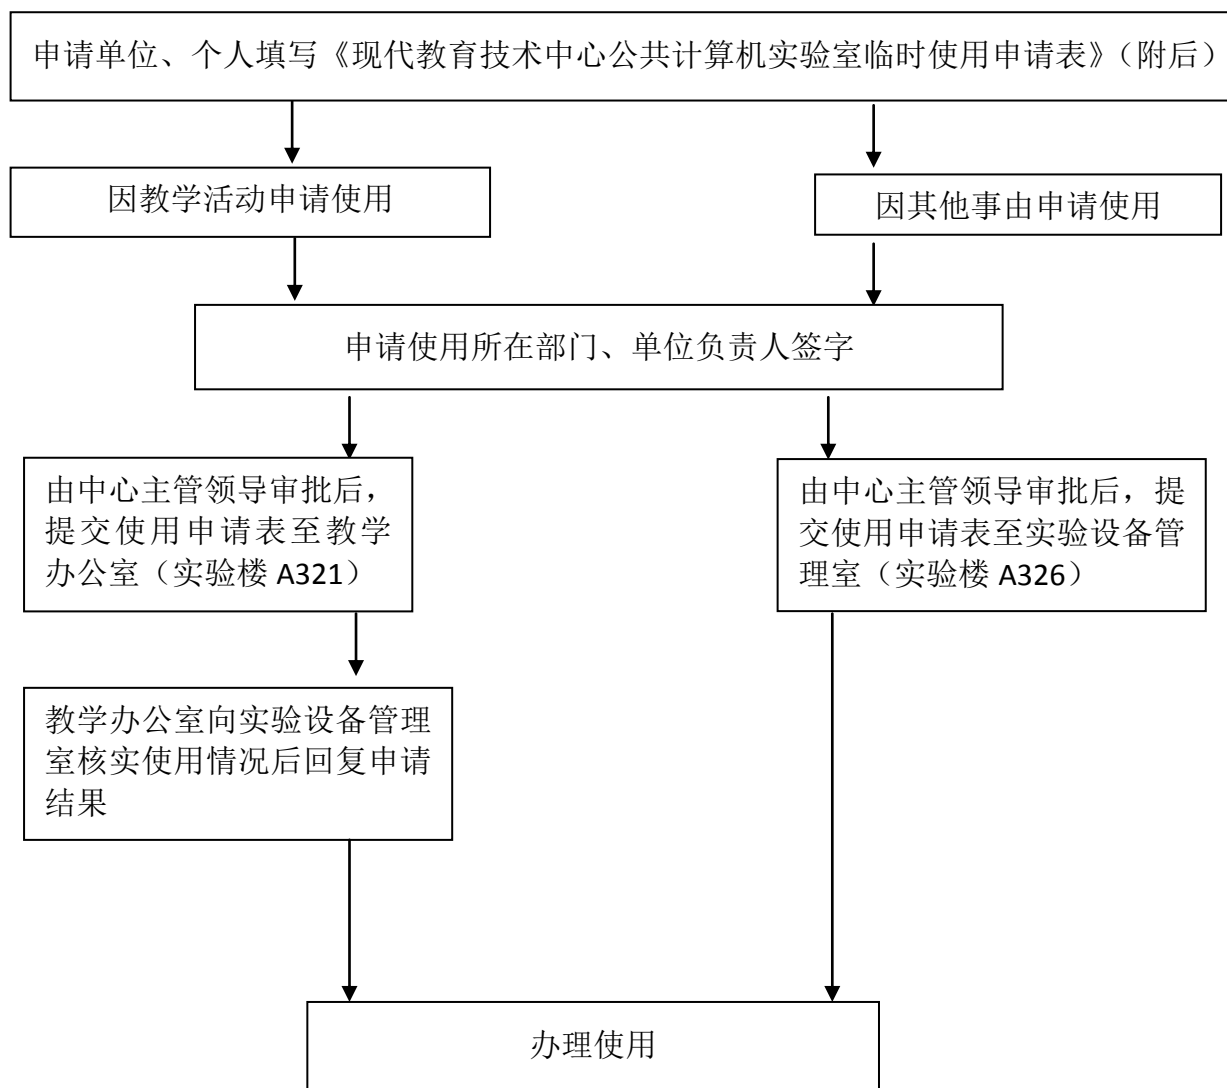 申请单位、个人填写《现代教育技术中心公共计算机实验室临时使用申请表》（附后）
因教学活动申请使用
因其他事由申请使用
申请使用所在部门、单位负责人签字
由中心主管领导审批后，
提交使用申请表至教学
办公室（实验楼 A321）
由中心主管领导审批后，提
交使用申请表至实验设备管
理室（实验楼 A326）
教学办公室向实验设备管理
室核实使用情况后回复申请
结果
办理使用